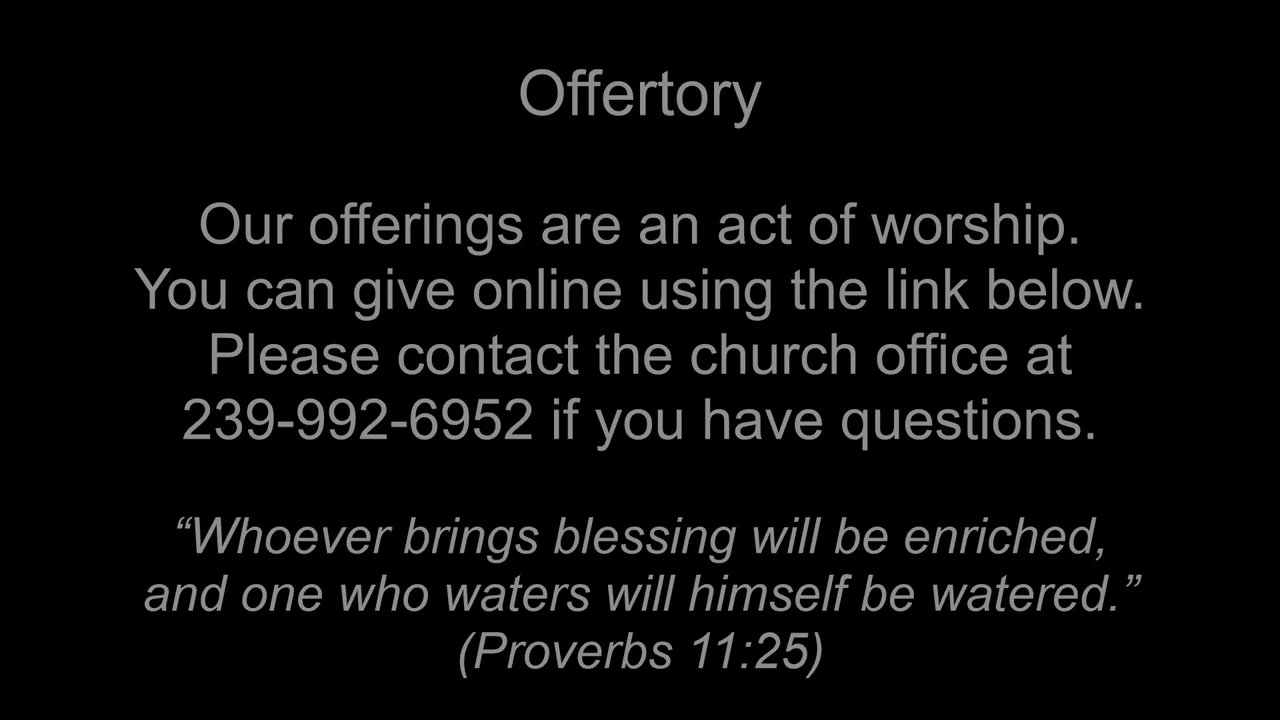 Offertory
Our offerings are an act of worship.
You can give online using the link below.
Please contact the church office at
239-992-6952 if you have questions.
“Whoever brings blessing will be enriched,
and one who waters will himself be watered.”
(Proverbs 11:25)